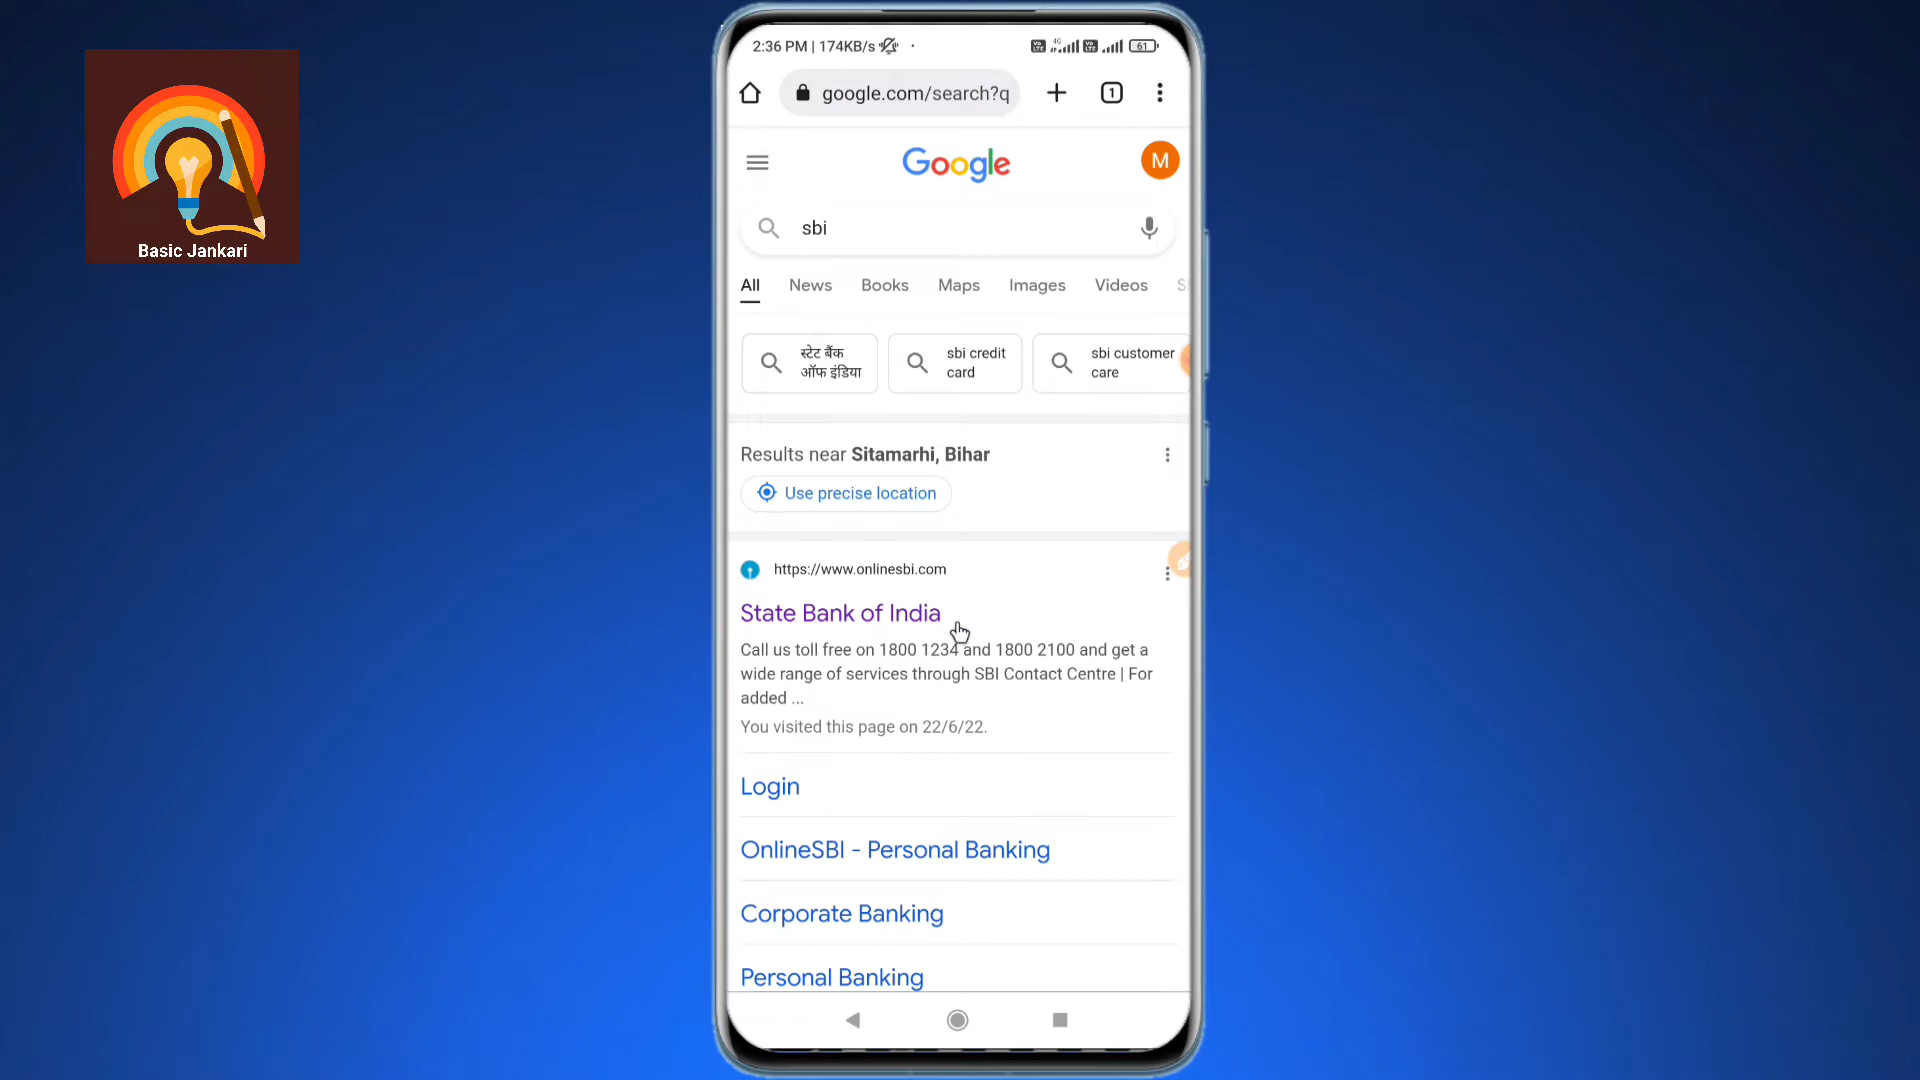 Basic Jankari
2:36 PM | 174KB/s
4G
61
google.com/search?q
1
Google
M
sbi
All News Books Maps Images Videos
स्टेट बैंक
ऑफ इंडिया
sbi credit
card
sbi customer
care
Results near Sitamarhi, Bihar
Use precise location
https://www.onlinesbi.com
State Bank of India
Call us toll free on 1800 1234 and 1800 2100 and get a
wide range of services through SBI Contact Centre | For
added ...
You visited this page on 22/6/22.
Login
OnlineSBI - Personal Banking
Corporate Banking
Personal Banking